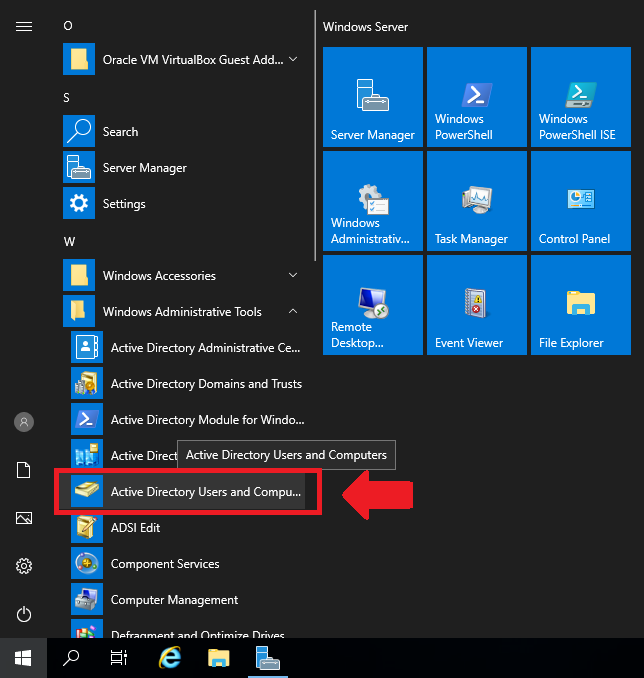 O
Oracle VM VirtualBox Guest Add...
S
Search
Server Manager
Settings
W
Windows Accessories
Windows Administrative Tools
Active Directory Administrative Ce...
Active Directory Domains and Trusts
Active Directory Module for Windo...
Active Direct
Active Directory Users and Computers
Active Directory Users and Compu...
ADSI Edit
Component Services
Computer Management
Defragment and Optimize Drives
Windows Server
Server Manager
Windows
PowerShell
Windows
PowerShell ISE
Windows
Administrativ...
Task Manager
Control Panel
Remote
Desktop...
Event Viewer
File Explorer